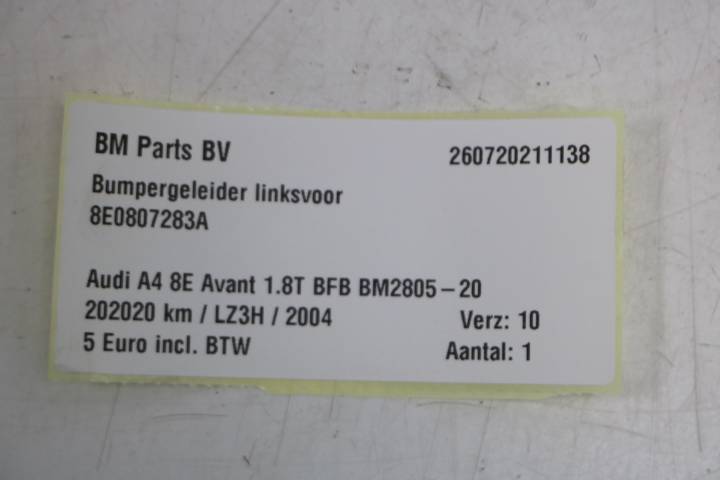 BM Parts BV 260720211138
Bumpergeleider linksvoor
8E0807283A
Audi A4 8E Avant 1.8T BFB BM2805-20
202020 km / LZ3H / 2004 Verz: 10
5 Euro incl. BTW Aantal: 1